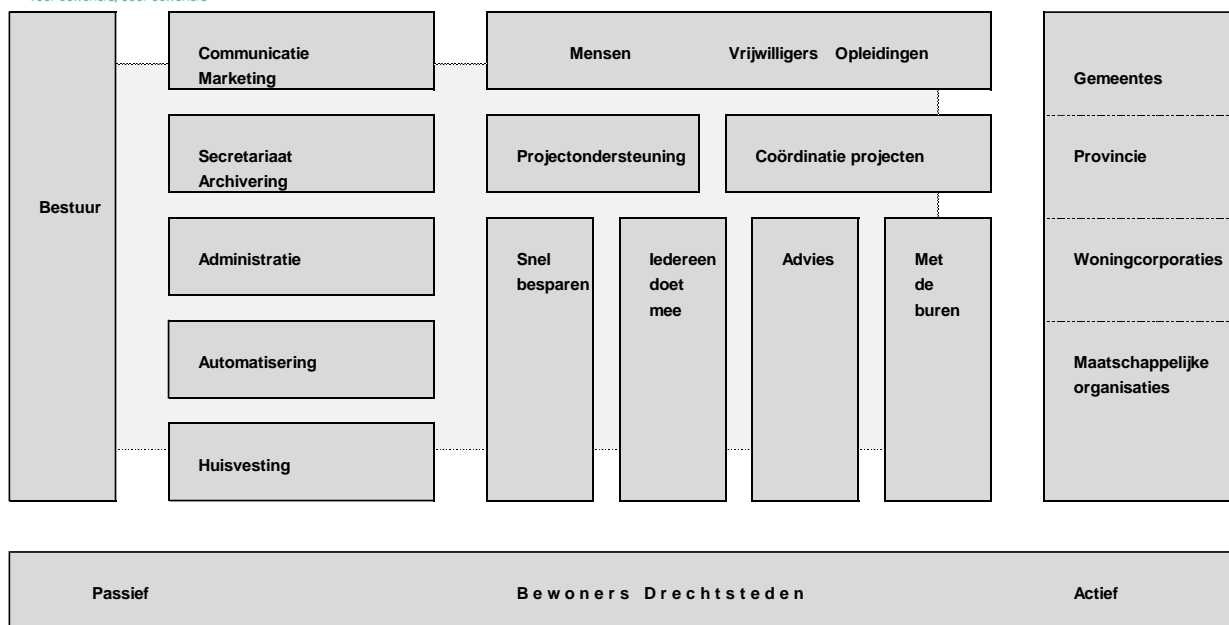 Communicatie
Marketing
Mensen Vrijwilligers Opleidingen
Gemeentes
Secretariaat
Archivering
Projectondersteuning
Coördinatie projecten
Provincie
Bestuur
Administratie
Snel
besparen
Iedereen
doet
mee
Advies
Met
de
buren
Woningcorporaties
Automatisering
Maatschappelijke
organisaties
Huisvesting
Passief Bewoners Drechtsteden Actief